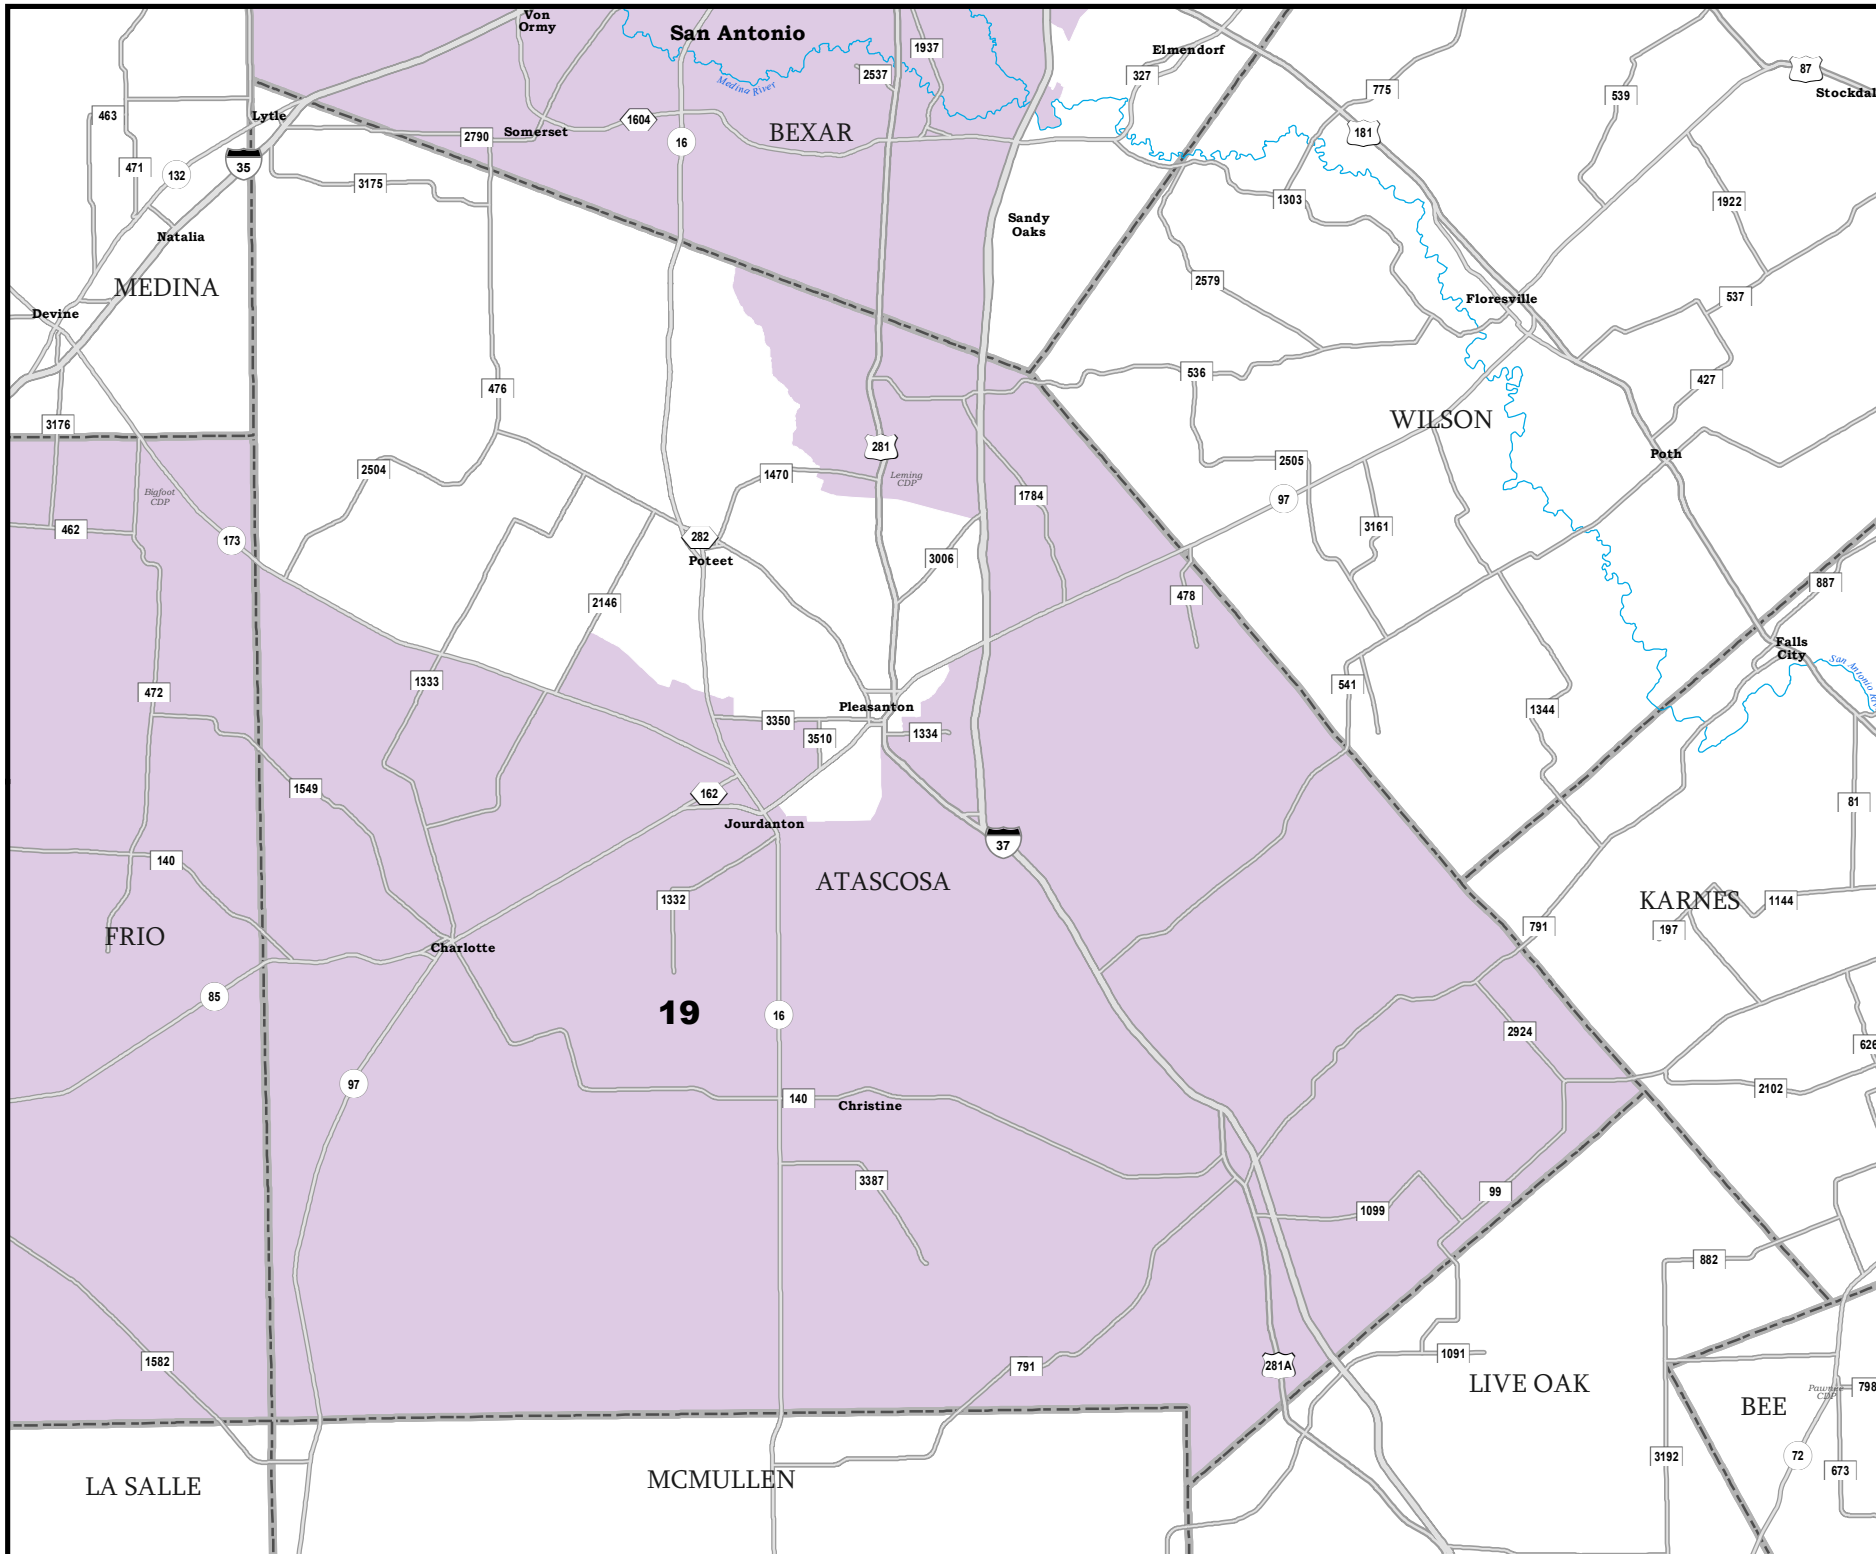 Von
Ormy
San Antonio
1937
Elmendorf
327
2537
Medina River
775
87
539
Stockdal
463
Lytle
2790
Somerset
1604
16
BEXAR
181
471
132
35
3175
1303
1922
Natalia
Sandy
Oaks
MEDINA
2579
Floresville
537
Devine
476
536
427
3176
WILSON
281
Poth
2504
1470
Leming
CDP
2505
Bigfoot
CDP
1784
97
462
173
282
3161
Poteet
3006
887
2146
478
Falls
City
San Antonio Riv
1333
472
541
Pleasanton
1344
3350
3510
1334
1549
162
81
Jourdanton
37
140
ATASCOSA
1332
KARNES
1144
791
197
FRIO
Charlotte
85
19
16
2924
626
97
140
Christine
2102
3387
99
1099
882
1582
791
281A
1091
LIVE OAK
Pawnee
CDP
798
BEE
3192
72
673
LA SALLE
MCMULLEN